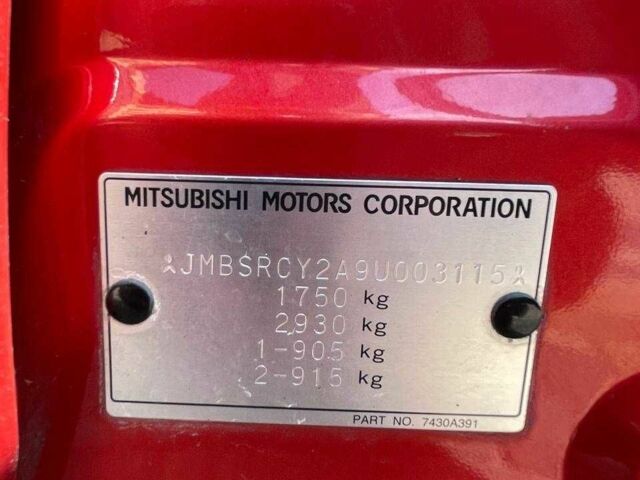 MITSUBISHI MOTORS CORPORATION
JMBSRCY2A9U003115
1750 kg
2930 kg
1-905 kg
2-915 kg
PART NO. 7430A391